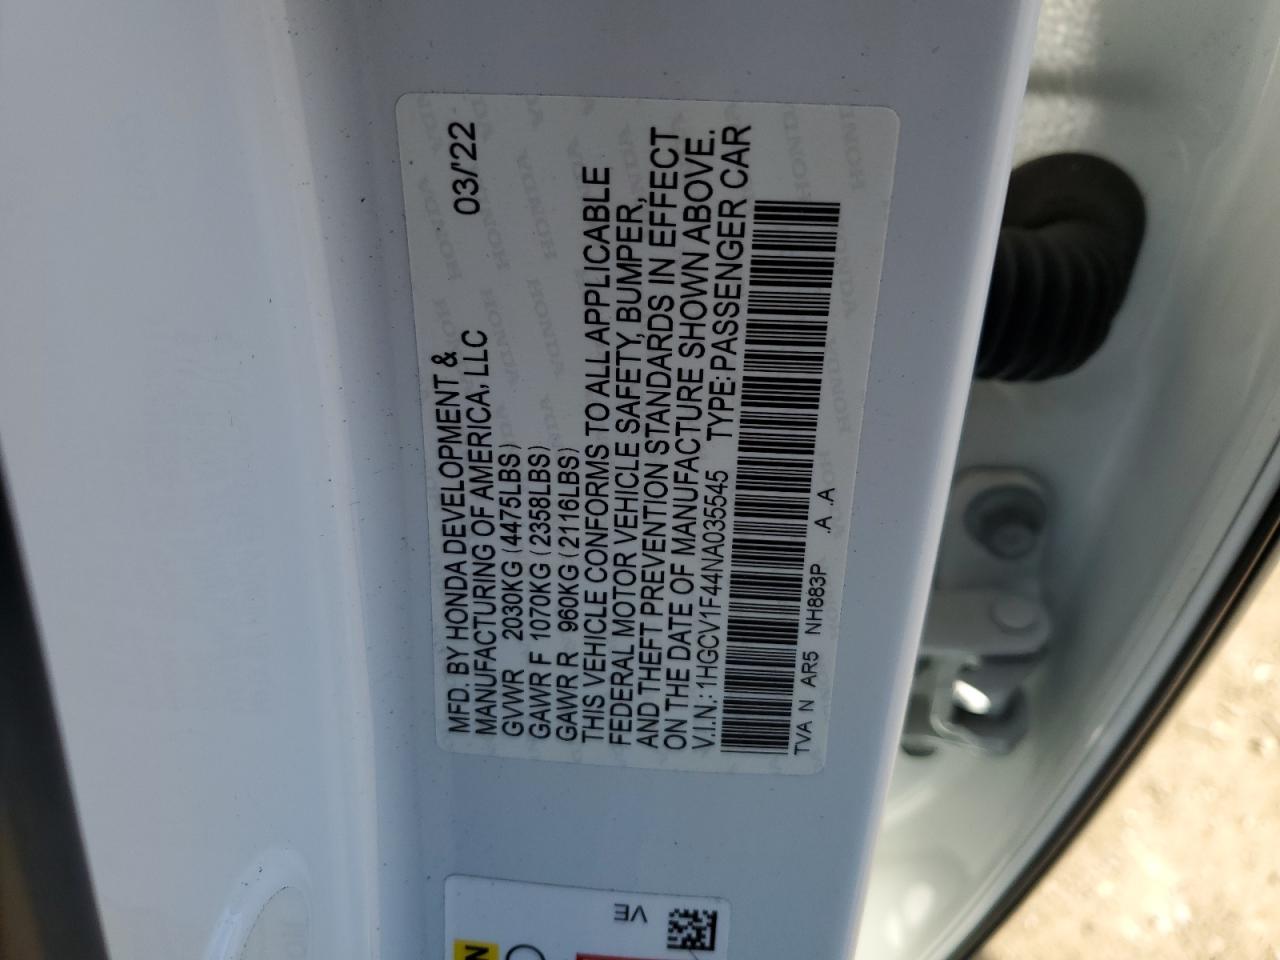 MFD. BY HONDA DEVELOPMENT &
MANUFACTURING OF AMERICA, LLC 03/'22
GVWR 2030KG (4475LBS)
GAWR F 1070KG (2358LBS)
GAWR R 960KG (2116LBS)
THIS VEHICLE CONFORMS TO ALL APPLICABLE
FEDERAL MOTOR VEHICLE SAFETY, BUMPER,
AND THEFT PREVENTION STANDARDS IN EFFECT
ON THE DATE OF MANUFACTURE SHOWN ABOVE.
V.I.N.: 1HGCV1F44NA035545 TYPE: PASSENGER CAR
TVA N AR5 NH883P .A .A
VE